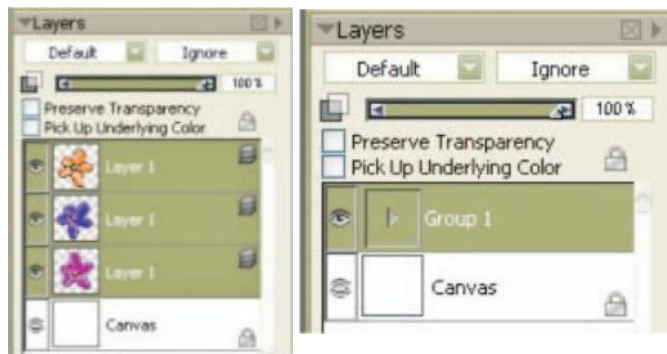 Layers
Default Ignore
100%
Preserve Transparency
Pick Up Underlying Color
Layer 1
Layer 1
Layer 1
Canvas
Layers
Default Ignore
100%
Preserve Transparency
Pick Up Underlying Color
Group 1
Canvas